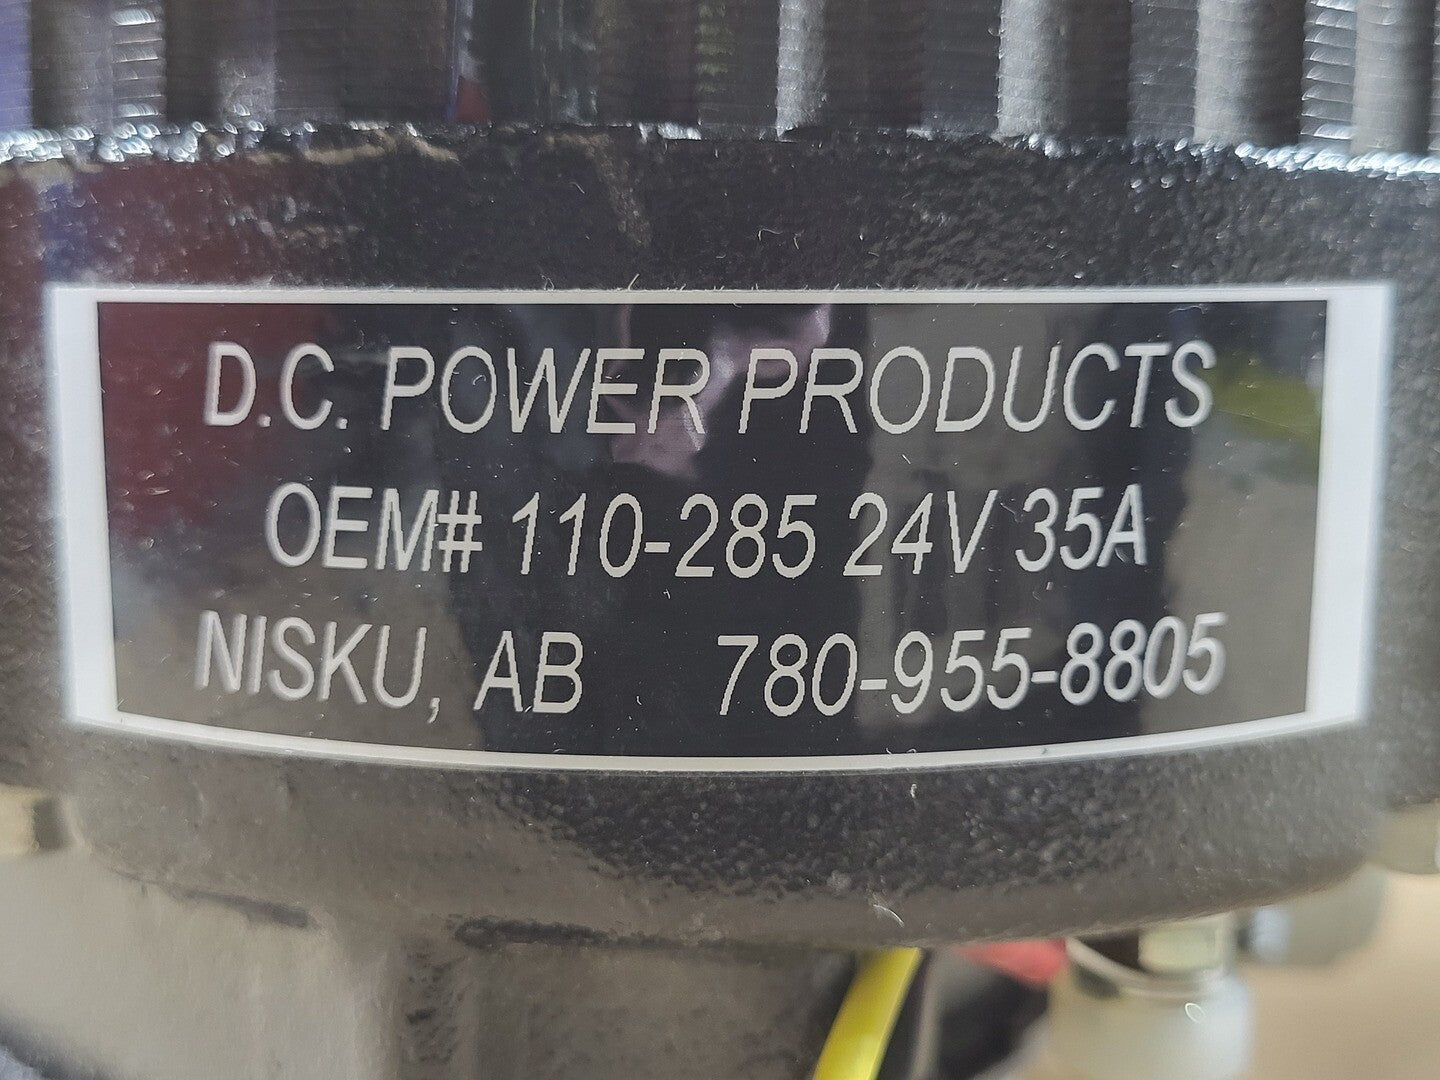 D.C. POWER PRODUCTS
OEM# 110-285 24V 35A
NISKU, AB 780-955-8805